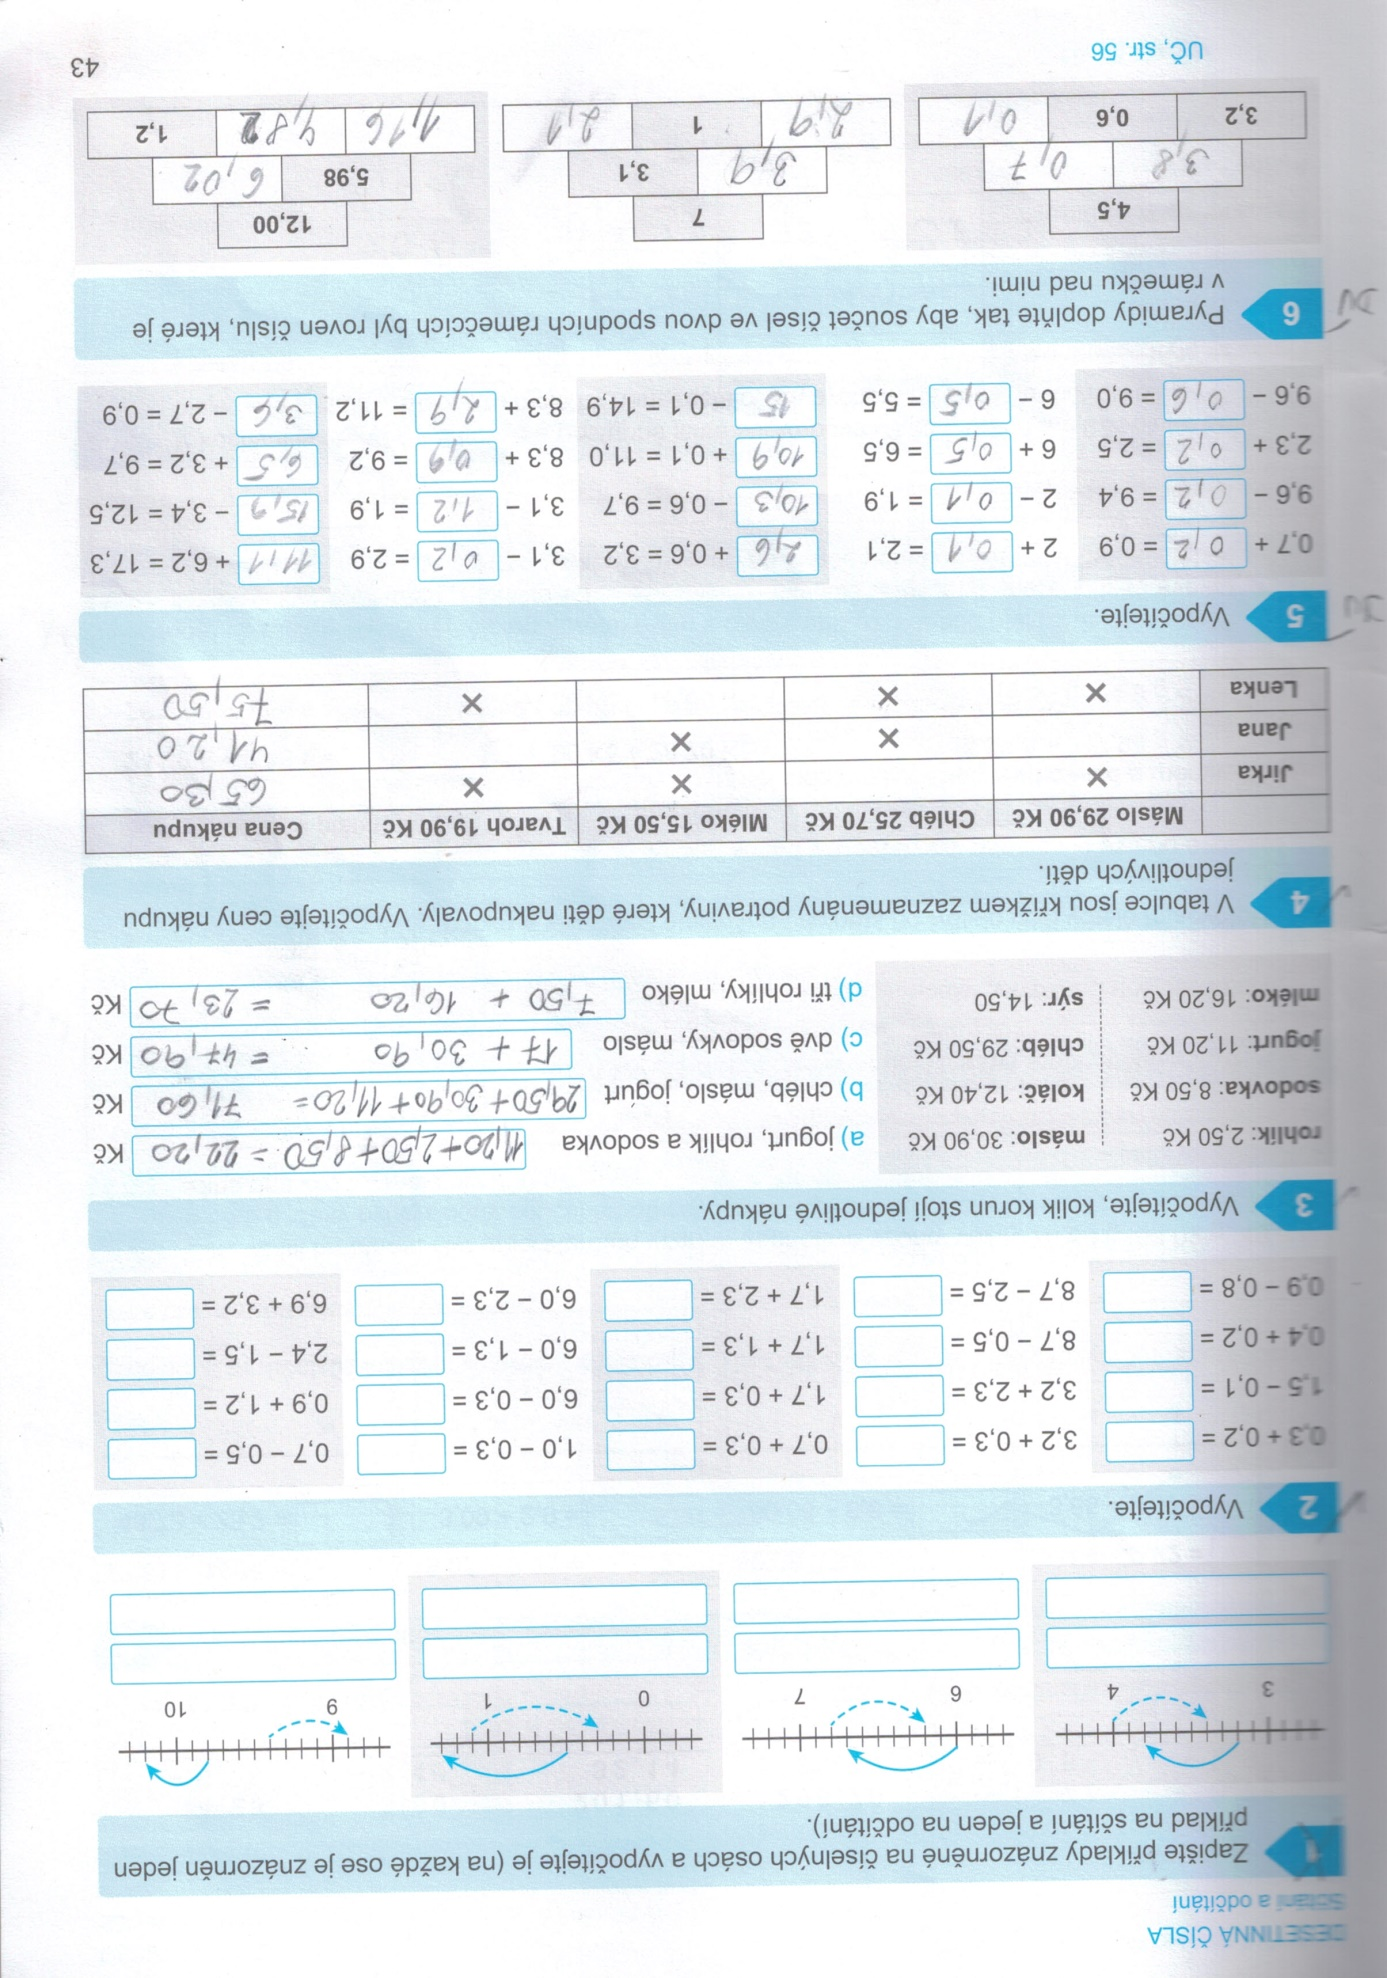 DESETINNÁ ČÍSLA
Sčítání a odčítání
1 Zapište příklady znázorněné na číselných osách a vypočítejte je (na každé ose je znázorněn jeden
příklad na sčítání a jeden na odčítání).
3 4 6 7 0 1 9 10
2 Vypočítejte.
0,3 + 0,2 = 3,2 + 0,3 = 0,7 + 0,3 = 1,0 − 0,3 = 0,7 − 0,5 =
1,5 − 0,1 = 3,2 + 2,3 = 1,7 + 0,3 = 6,0 − 0,3 = 0,9 + 1,2 =
0,4 + 0,2 = 8,7 − 0,5 = 1,7 + 1,3 = 6,0 − 1,3 = 2,4 − 1,5 =
0,9 − 0,8 = 8,7 − 2,5 = 1,7 + 2,3 = 6,0 − 2,3 = 6,9 + 3,2 =
3 Vypočítejte, kolik korun stojí jednotlivé nákupy.
rohlík: 2,50 Kč máslo: 30,90 Kč a) jogurt, rohlík a sodovka 11,20+2,50+8,50 = 22,20 Kč
sodovka: 8,50 Kč koláč: 12,40 Kč b) chléb, máslo, jogurt 29,50+30,90+11,20= 71,60 Kč
jogurt: 11,20 Kč chléb: 29,50 Kč c) dvě sodovky, máslo 17 + 30,90 = 47,90 Kč
mléko: 16,20 Kč sýr: 14,50 d) tři rohlíky, mléko 7,50 + 16,20 = 23,70 Kč
4 V tabulce jsou křížkem zaznamenány potraviny, které děti nakupovaly. Vypočítejte ceny nákupu
jednotlivých dětí.
Máslo 29,90 Kč Chléb 25,70 Kč Mléko 15,50 Kč Tvaroh 19,90 Kč Cena nákupu
Jirka × × × 65,30
Jana × × 41,20
Lenka × × × 75,50
DÚ 5 Vypočítejte.
0,7 + 0,2 = 0,9 2 + 0,1 = 2,1 2,6 + 0,6 = 3,2 3,1 − 0,2 = 2,9 11,1 + 6,2 = 17,3
9,6 − 0,2 = 9,4 2 − 0,1 = 1,9 10,3 − 0,6 = 9,7 3,1 − 1,2 = 1,9 15,9 − 3,4 = 12,5
2,3 + 0,2 = 2,5 6 + 0,5 = 6,5 10,9 + 0,1 = 11,0 8,3 + 0,9 = 9,2 6,5 + 3,2 = 9,7
9,6 − 0,6 = 9,0 6 − 0,5 = 5,5 15 − 0,1 = 14,9 8,3 + 2,9 = 11,2 3,6 − 2,7 = 0,9
DÚ 6 Pyramidy doplňte tak, aby součet čísel ve dvou spodních rámečcích byl roven číslu, které je
v rámečku nad nimi.
4,5 7 12,00
3,8 0,7 3,9 3,1 5,98 6,02
3,2 0,6 0,1 2,9 1 2,1 1,16 4,82 1,2
UČ, str. 56 43